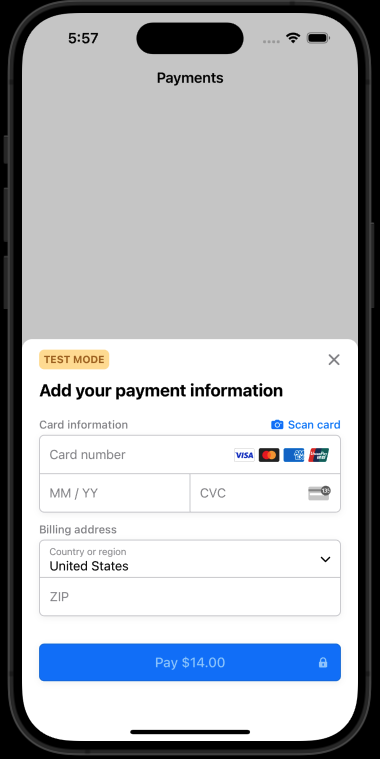 5:57
Payments
TEST MODE
Add your payment information
Card information
Scan card
Card number
VISA
MM / YY
CVC
135
Billing address
Country or region
United States
ZIP
Pay $14.00